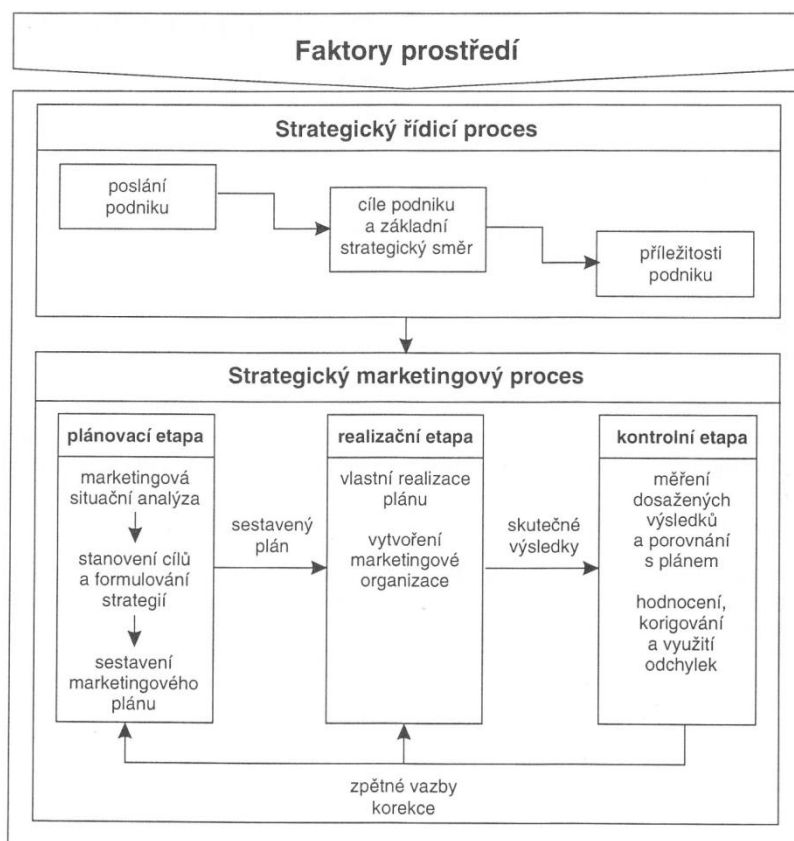 Faktory prostředí
Strategický řídicí proces
poslání
podniku
cíle podniku
a základní
strategický směr
příležitosti
podniku
Strategický marketingový proces
plánovací etapa
marketingová
situační analýza
stanovení cílů
a formulování
strategií
sestavení
marketingového
plánu
sestavený
plán
realizační etapa
vlastní realizace
plánu
vytvoření
marketingové
organizace
skutečné
výsledky
kontrolní etapa
měření
dosažených
výsledků
a porovnání
s plánem
hodnocení,
korigování
a využití
odchylek
zpětné vazby
korekce